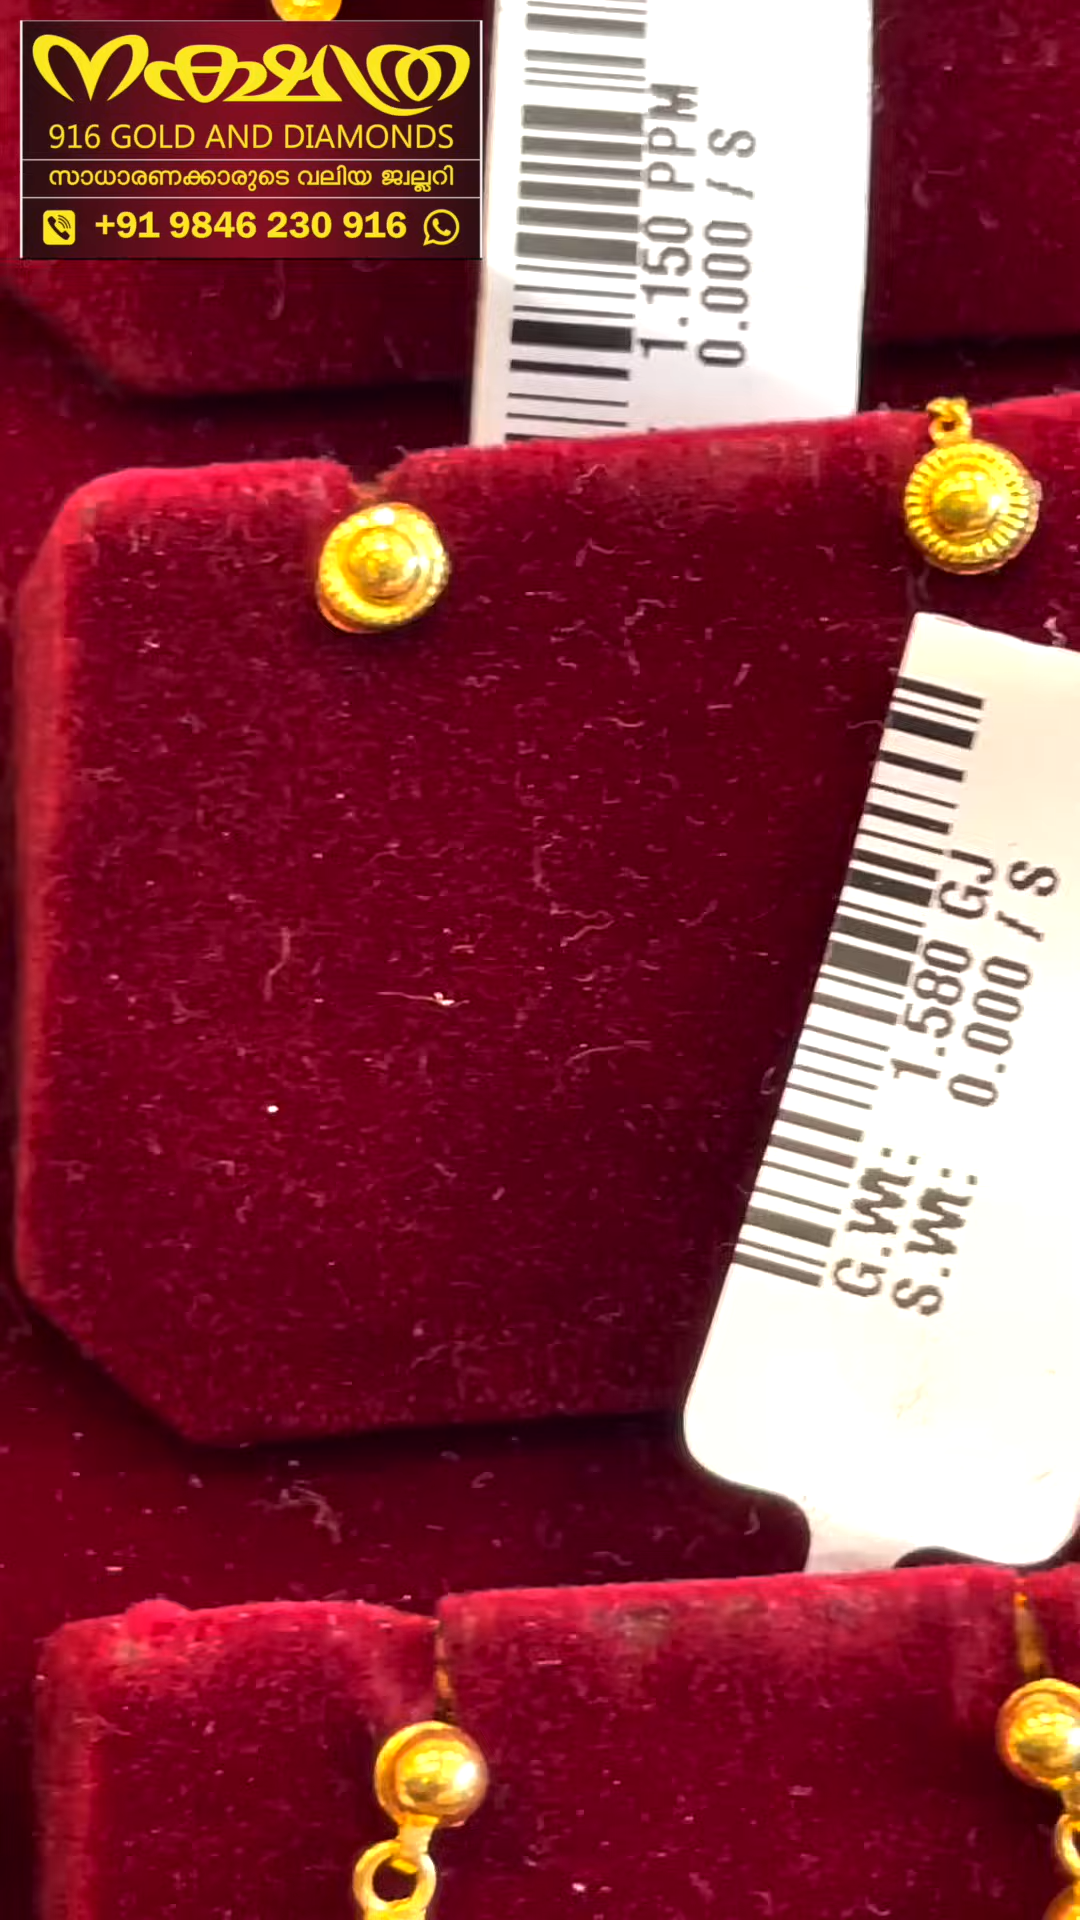 നക്ഷത്ര
916 GOLD AND DIAMONDS
സാധാരണക്കാരുടെ വലിയ ജ്വല്ലറി
+91 9846 230 916
1.150 PPM
0.000 / S
G.Wt: 1.580 GJ
S.Wt: 0.000 / S